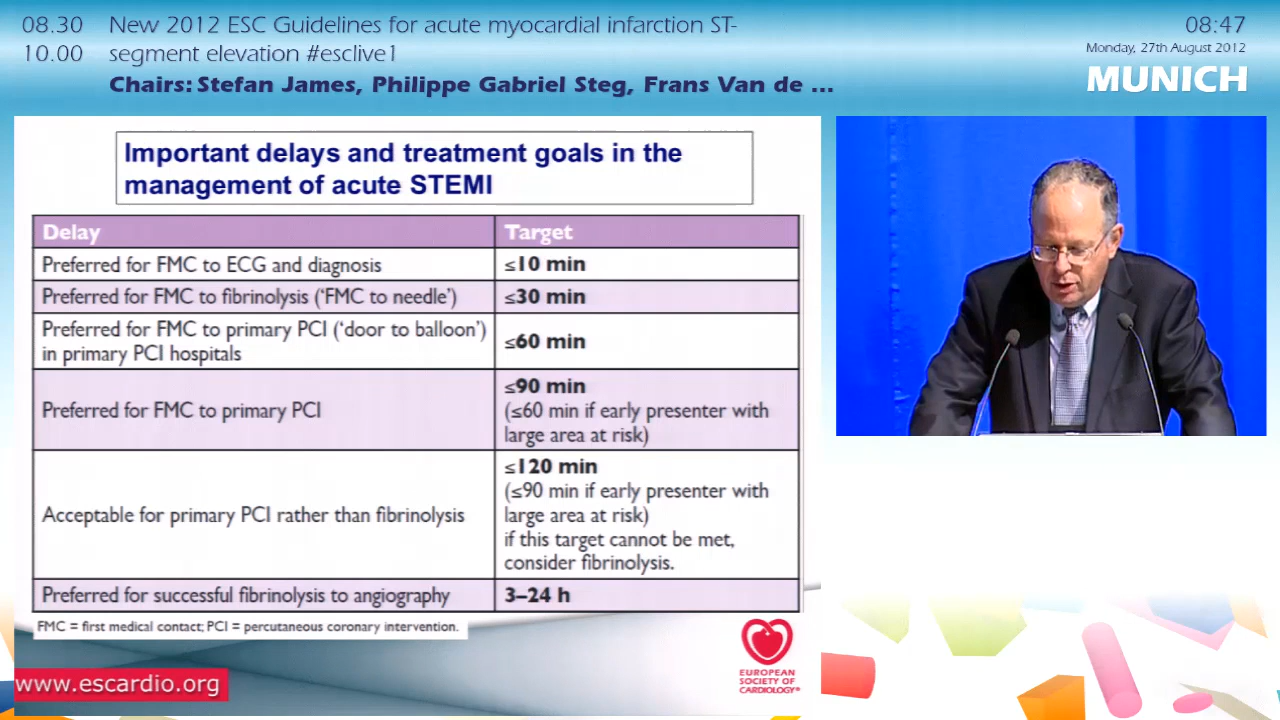 08.30 New 2012 ESC Guidelines for acute myocardial infarction ST-
10.00 segment elevation #esclive1
Chairs: Stefan James, Philippe Gabriel Steg, Frans Van de ...
08:47
Monday, 27th August 2012
MUNICH
Important delays and treatment goals in the
management of acute STEMI
Delay Target
Preferred for FMC to ECG and diagnosis ≤10 min
Preferred for FMC to fibrinolysis (‘FMC to needle’) ≤30 min
Preferred for FMC to primary PCI (‘door to balloon’)
in primary PCI hospitals
≤60 min
Preferred for FMC to primary PCI
≤90 min
(≤60 min if early presenter with
large area at risk)
Acceptable for primary PCI rather than fibrinolysis
≤120 min
(≤90 min if early presenter with
large area at risk)
if this target cannot be met,
consider fibrinolysis.
Preferred for successful fibrinolysis to angiography 3–24 h
FMC = first medical contact; PCI = percutaneous coronary intervention.
www.escardio.org
EUROPEAN
SOCIETY OF
CARDIOLOGY®